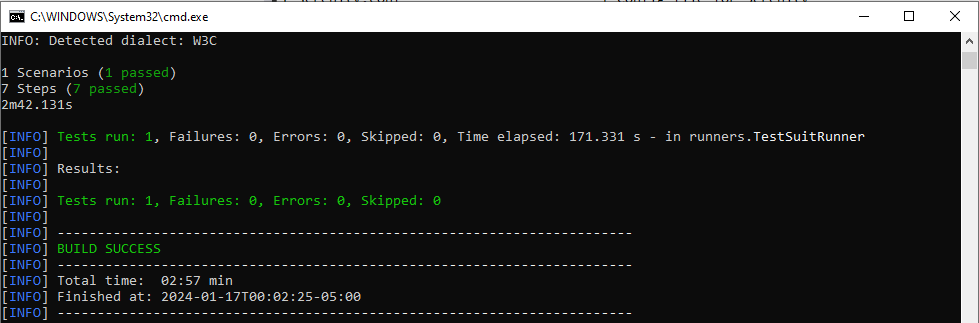 C:\WINDOWS\System32\cmd.exe
INFO: Detected dialect: W3C
1 Scenarios (1 passed)
7 Steps (7 passed)
2m42.131s
[INFO] Tests run: 1, Failures: 0, Errors: 0, Skipped: 0, Time elapsed: 171.331 s - in runners.TestSuitRunner
[INFO]
[INFO] Results:
[INFO]
[INFO] Tests run: 1, Failures: 0, Errors: 0, Skipped: 0
[INFO]
[INFO] ------------------------------------------------------------------------
[INFO] BUILD SUCCESS
[INFO] ------------------------------------------------------------------------
[INFO] Total time:  02:57 min
[INFO] Finished at: 2024-01-17T00:02:25-05:00
[INFO] ------------------------------------------------------------------------